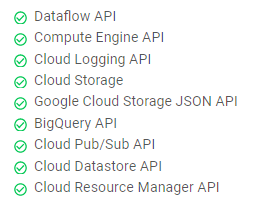 Dataflow API
Compute Engine API
Cloud Logging API
Cloud Storage
Google Cloud Storage JSON API
BigQuery API
Cloud Pub/Sub API
Cloud Datastore API
Cloud Resource Manager API